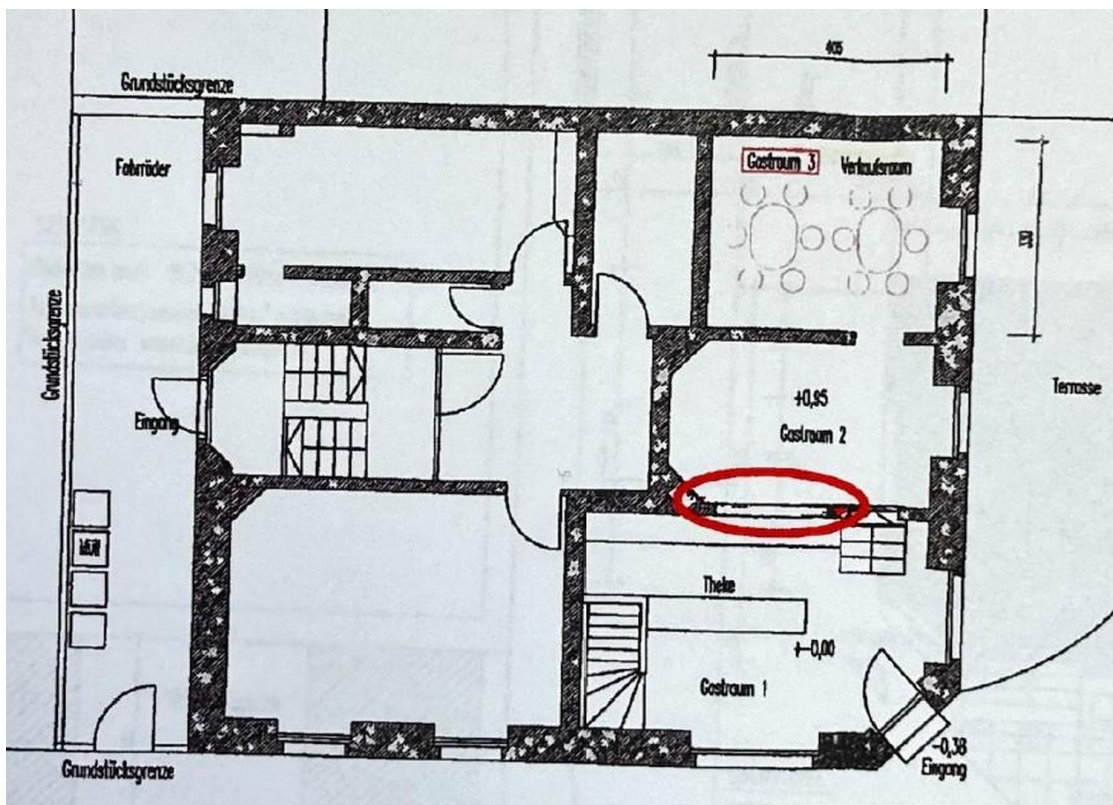 405
Grundstücksgrenze
Fahrräder
Gastraum 3 Verkaufsraum
Grundstücksgrenze
Terrasse
+0,95
Eingang
Gastraum 2
Müll
Theke
+-0,00
Gastraum 1
-0,38
Eingang
Grundstücksgrenze